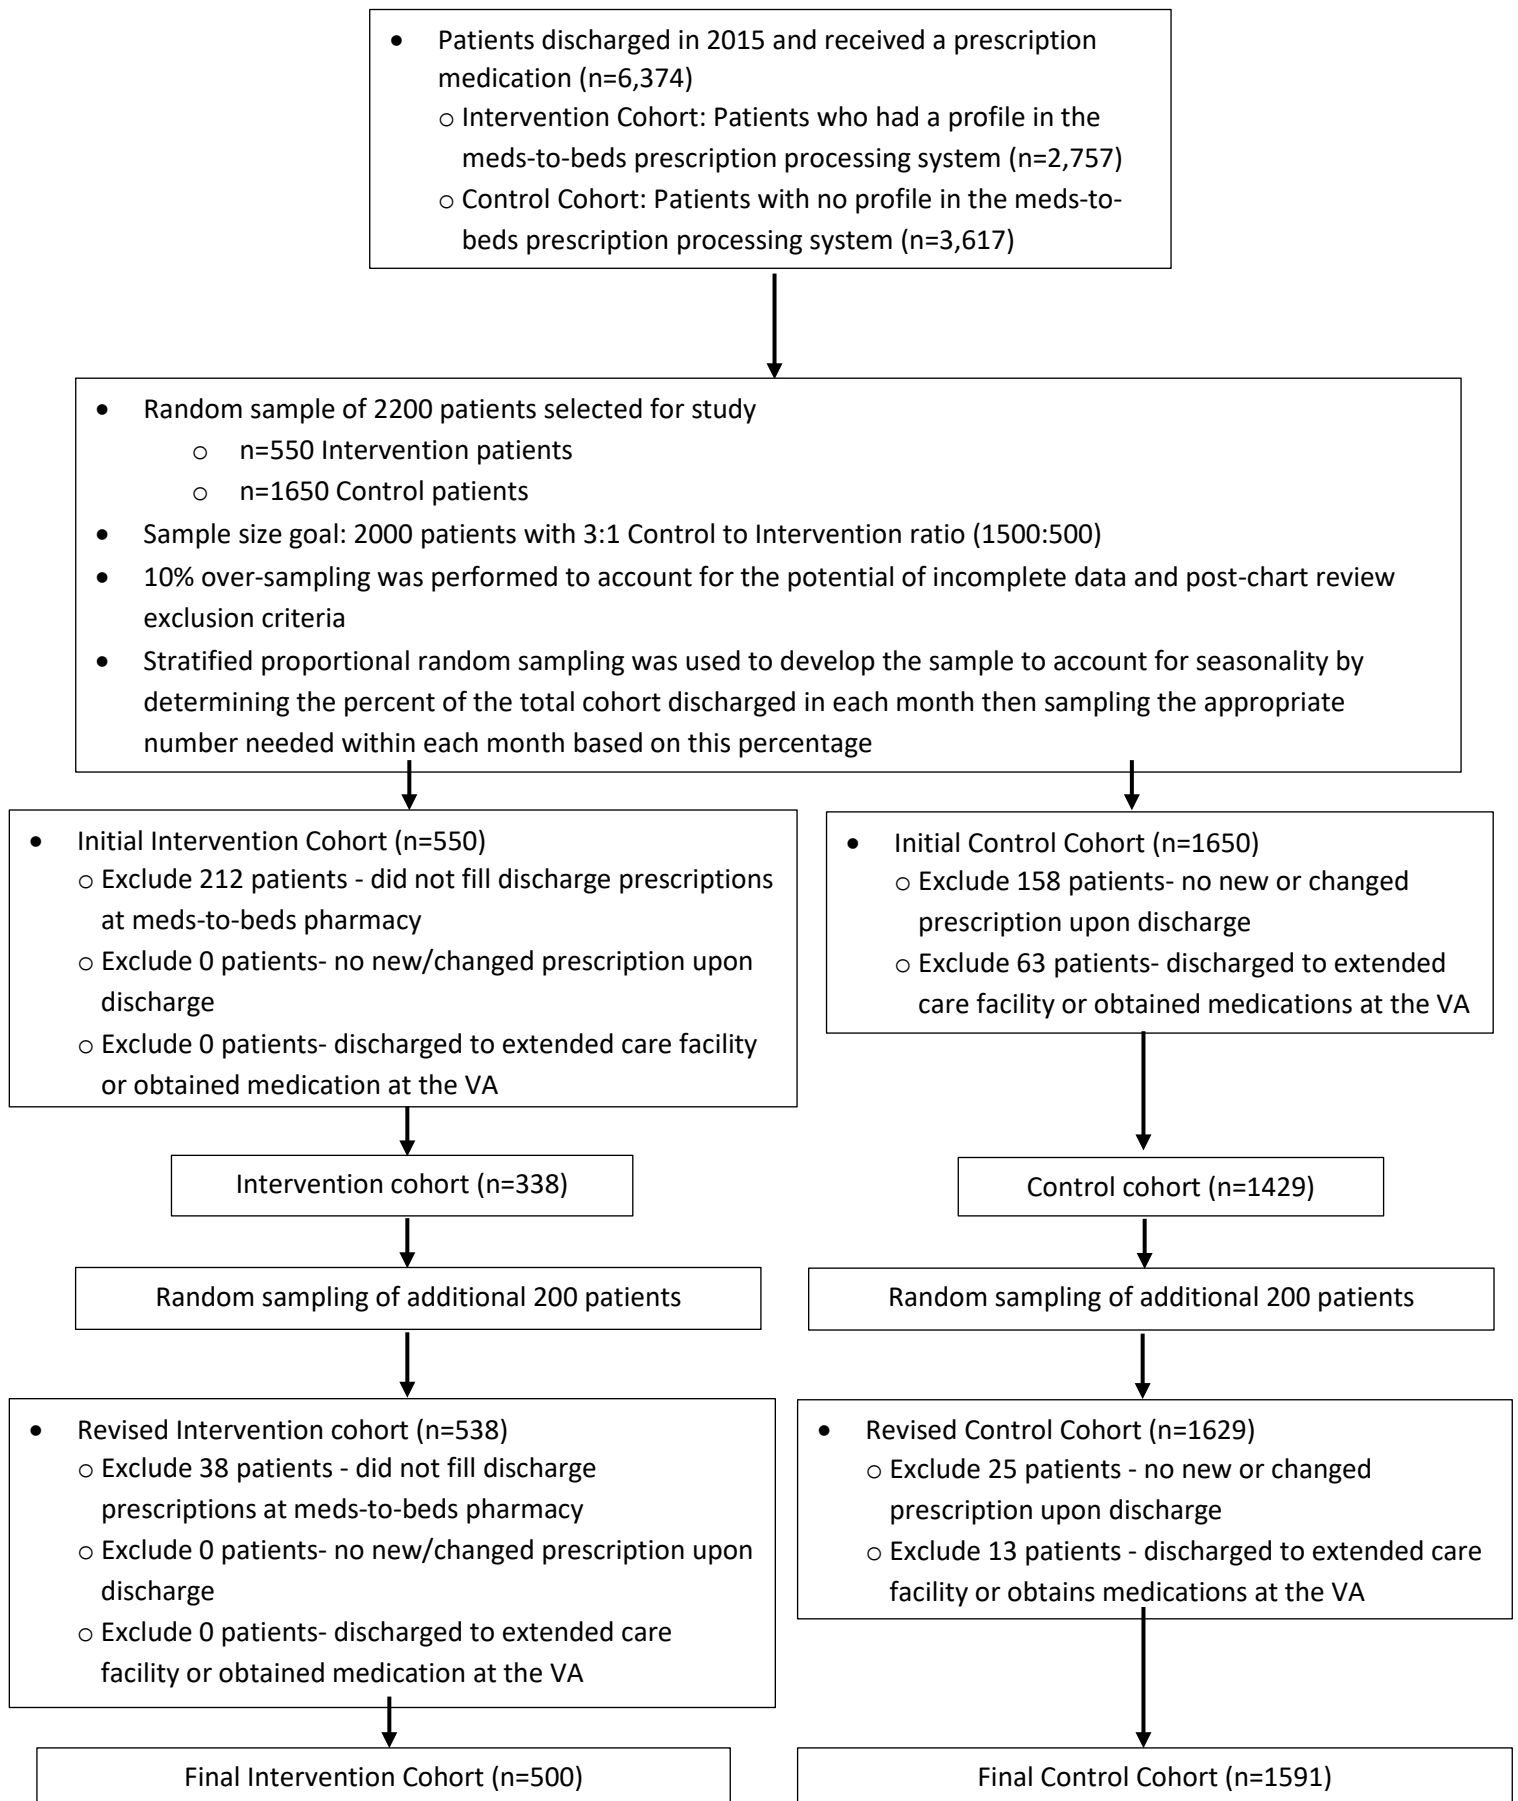 • Patients discharged in 2015 and received a prescription
medication (n=6,374)
o Intervention Cohort: Patients who had a profile in the
meds-to-beds prescription processing system (n=2,757)
o Control Cohort: Patients with no profile in the meds-to-
beds prescription processing system (n=3,617)
• Random sample of 2200 patients selected for study
o n=550 Intervention patients
o n=1650 Control patients
• Sample size goal: 2000 patients with 3:1 Control to Intervention ratio (1500:500)
• 10% over-sampling was performed to account for the potential of incomplete data and post-chart review
exclusion criteria
• Stratified proportional random sampling was used to develop the sample to account for seasonality by
determining the percent of the total cohort discharged in each month then sampling the appropriate
number needed within each month based on this percentage
• Initial Intervention Cohort (n=550)
o Exclude 212 patients - did not fill discharge prescriptions
at meds-to-beds pharmacy
o Exclude 0 patients- no new/changed prescription upon
discharge
o Exclude 0 patients- discharged to extended care facility
or obtained medication at the VA
• Initial Control Cohort (n=1650)
o Exclude 158 patients- no new or changed
prescription upon discharge
o Exclude 63 patients- discharged to extended
care facility or obtained medications at the VA
Intervention cohort (n=338)
Control cohort (n=1429)
Random sampling of additional 200 patients
Random sampling of additional 200 patients
• Revised Intervention cohort (n=538)
o Exclude 38 patients - did not fill discharge
prescriptions at meds-to-beds pharmacy
o Exclude 0 patients- no new/changed prescription upon
discharge
o Exclude 0 patients- discharged to extended care
facility or obtained medication at the VA
• Revised Control Cohort (n=1629)
o Exclude 25 patients - no new or changed
prescription upon discharge
o Exclude 13 patients - discharged to extended care
facility or obtains medications at the VA
Final Intervention Cohort (n=500)
Final Control Cohort (n=1591)